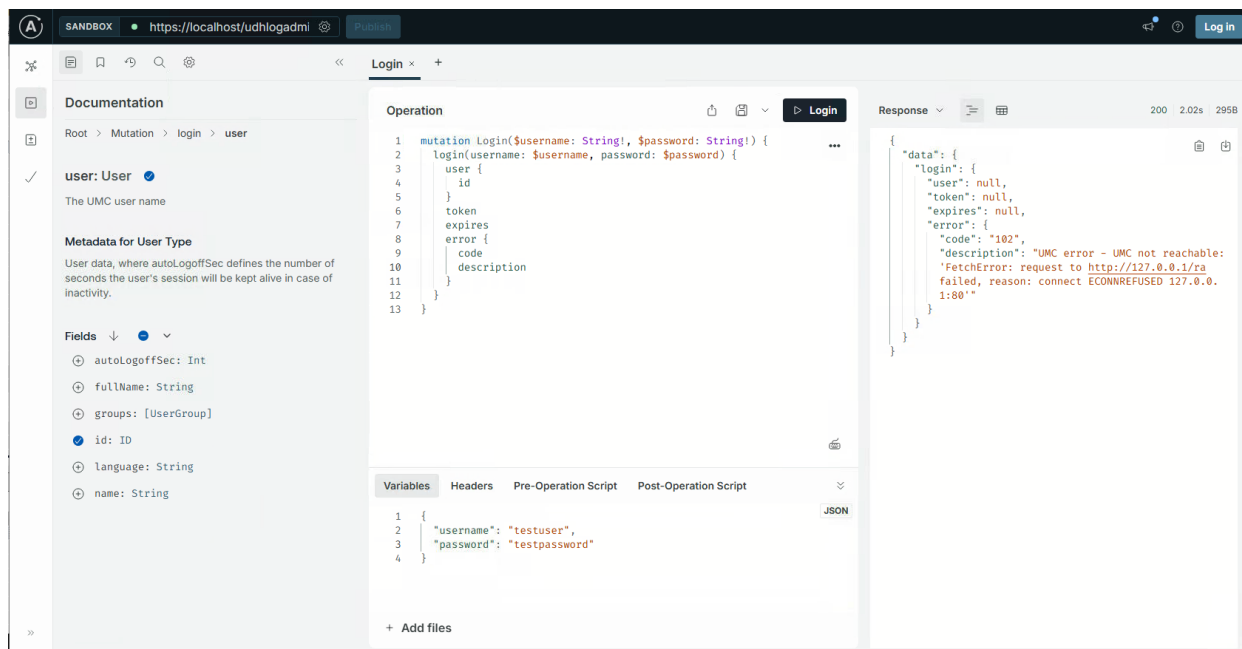 A
SANDBOX
https://localhost/udhlogadmi
Publish
Log in
Documentation
Root > Mutation > login > user
user: User
The UMC user name
Metadata for User Type
User data, where autoLogoffSec defines the number of
seconds the user's session will be kept alive in case of
inactivity.
Fields
autoLogoffSec: Int
fullName: String
groups: [UserGroup]
id: ID
language: String
name: String
Login × +
Operation
Login
1 mutation Login($username: String!, $password: String!) {
2 login(username: $username, password: $password) {
3 user {
4 id
5 }
6 token
7 expires
8 error {
9 code
10 description
11 }
12 }
13 }
Variables Headers Pre-Operation Script Post-Operation Script
JSON
1 {
2 "username": "testuser",
3 "password": "testpassword"
4 }
+ Add files
Response
200 2.02s 295B
{
"data": {
"login": {
"user": null,
"token": null,
"expires": null,
"error": {
"code": "102",
"description": "UMC error - UMC not reachable:
'FetchError: request to http://127.0.0.1/ra
failed, reason: connect ECONNREFUSED 127.0.0.
1:80'"
}
}
}
}